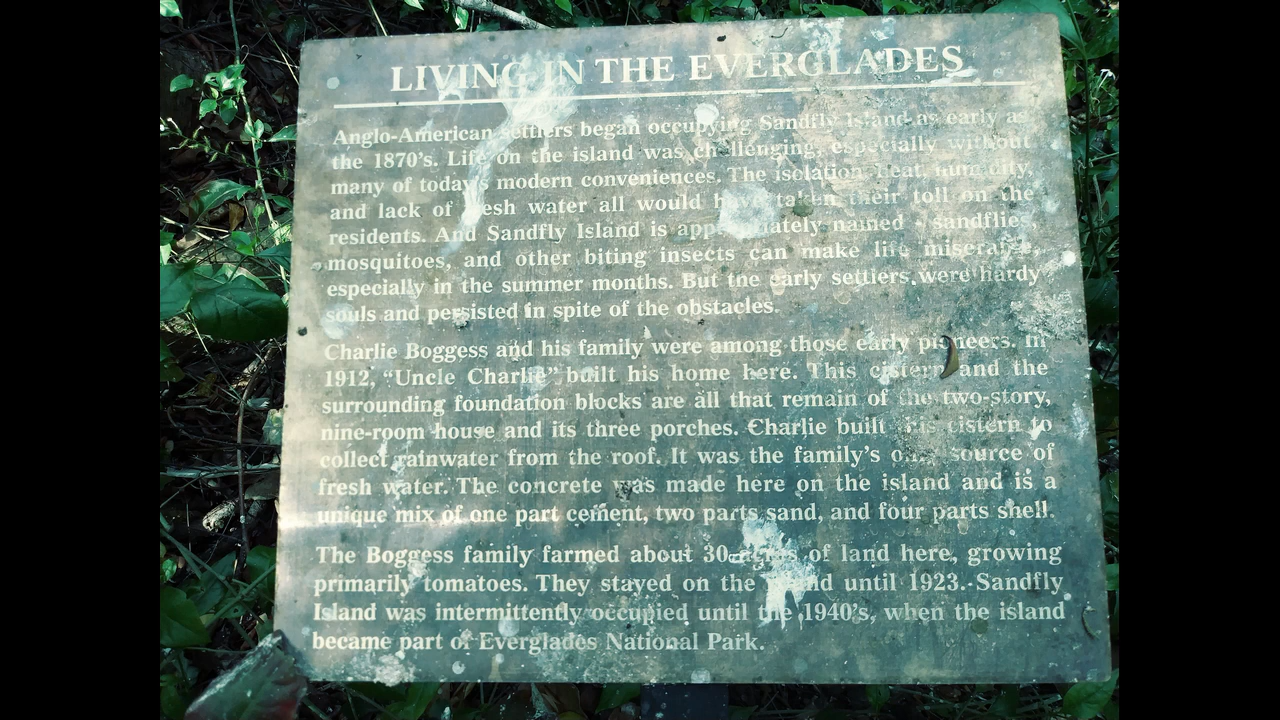 LIVING IN THE EVERGLADES
Anglo-American settlers began occupying Sandfly Island as early as
the 1870's. Life on the island was challenging, especially without
many of today's modern conveniences. The isolation, heat, humidity,
and lack of fresh water all would have taken their toll on the
residents. And Sandfly Island is appropriately named - sandflies,
mosquitoes, and other biting insects can make life miserable,
especially in the summer months. But the early settlers were hardy
souls and persisted in spite of the obstacles.
Charlie Boggess and his family were among those early pioneers. In
1912, “Uncle Charlie” built his home here. This cistern and the
surrounding foundation blocks are all that remain of the two-story,
nine-room house and its three porches. Charlie built this cistern to
collect rainwater from the roof. It was the family's only source of
fresh water. The concrete was made here on the island and is a
unique mix of one part cement, two parts sand, and four parts shell.
The Boggess family farmed about 30 acres of land here, growing
primarily tomatoes. They stayed on the island until 1923. Sandfly
Island was intermittently occupied until the 1940's, when the island
became part of Everglades National Park.